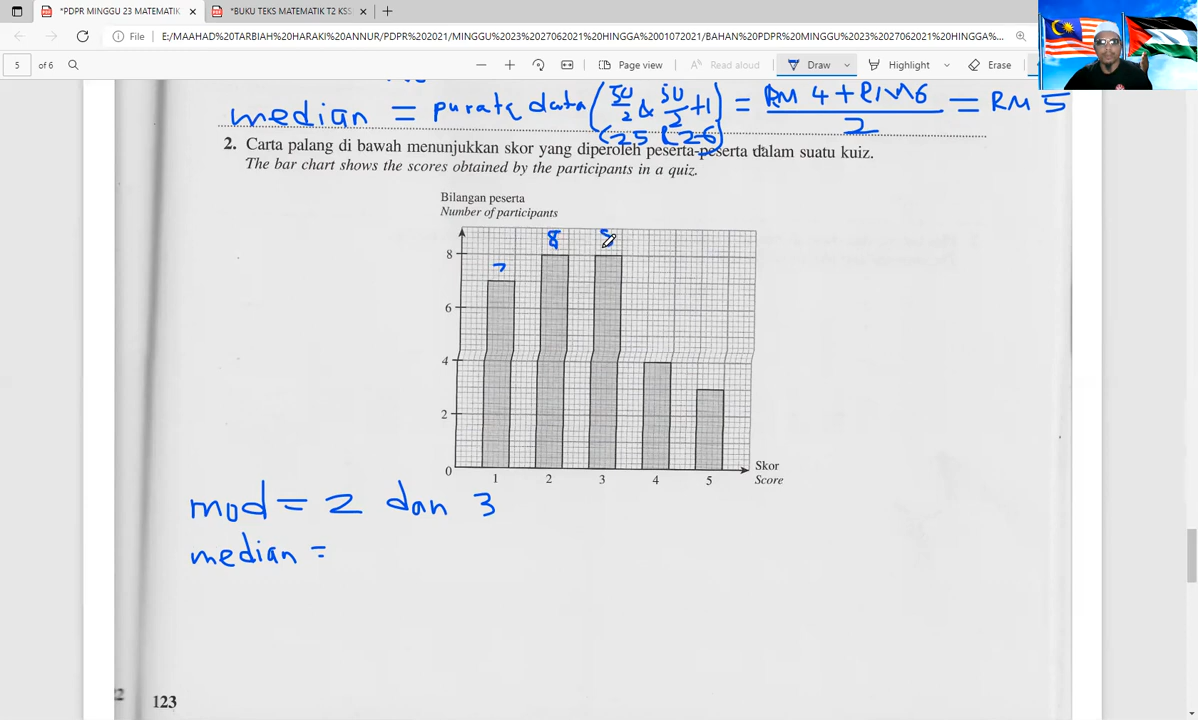 *PDPR MINGGU 23 MATEMATIK
*BUKU TEKS MATEMATIK T2 KSS
File E:/MAAHAD%20TARBIAH%20HARAKI%20ANNUR/PDPR%202021/MINGGU%2023%2027062021%20HINGGA%2001072021/BAHAN%20PDPR%20MINGGU%2023%2027062021%20HINGGA%...
5 of 6
Page view
Read aloud
Draw
Highlight
Erase
median = purata data (50/2 & 50/2 +1) = RM 4 + RM 6 / 2 = RM 5
(25 & 26)
2. Carta palang di bawah menunjukkan skor yang diperoleh peserta-peserta dalam suatu kuiz.
The bar chart shows the scores obtained by the participants in a quiz.
Bilangan peserta
Number of participants
7 8
8
6
4
2
0
1 2 3 4 5
Skor
Score
mod = 2 dan 3
median =
123